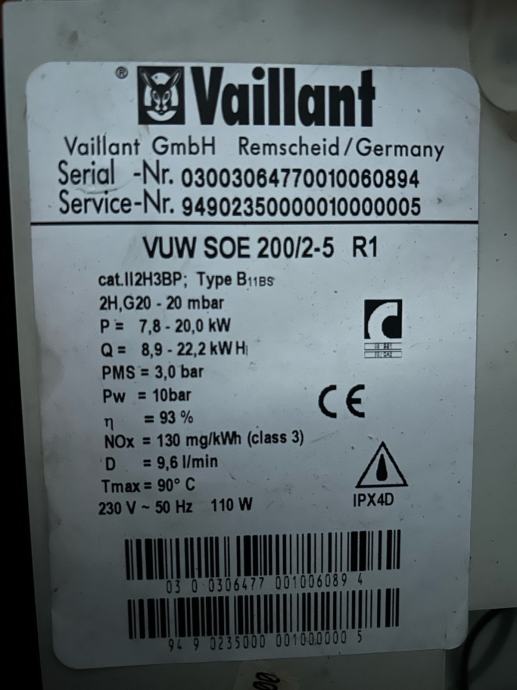 ® Vaillant
Vaillant GmbH Remscheid/Germany
Serial -Nr. 03003064770010060894
Service-Nr. 94902350000010000005
VUW SOE 200/2-5 R1
cat.II2H3BP; Type B11BS
2H,G20 - 20 mbar
P = 7,8 - 20,0 kW
Q = 8,9 - 22,2 kW Hi
PMS = 3,0 bar
Pw = 10bar
η = 93 %
NOx = 130 mg/kWh (class 3)
D = 9,6 l/min
Tmax = 90° C
230 V ~ 50 Hz 110 W
CE
IPX4D
03 0 0306477 001006089 4
94 9 0235000 001000000 5